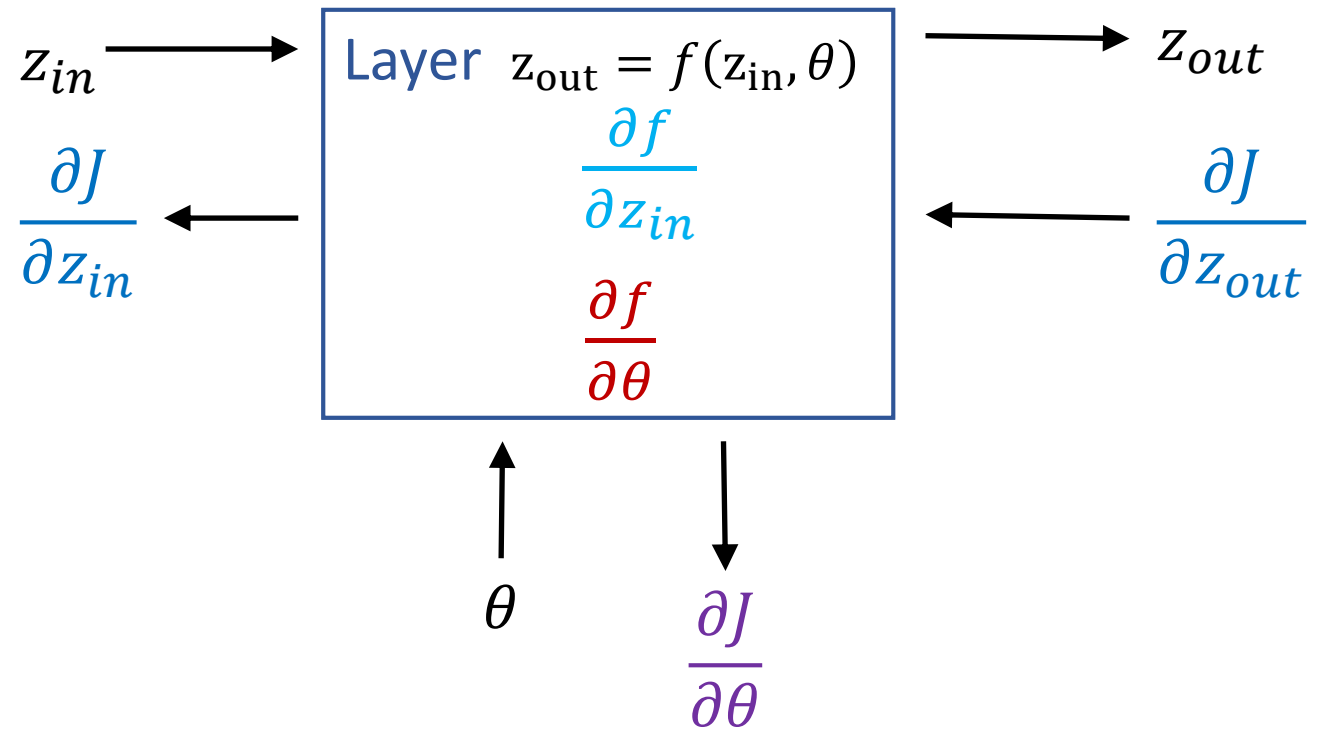 z_in
Layer z_out = f(z_in, θ)
z_out
∂f
∂z_in
∂J
∂z_in
∂J
∂z_out
∂f
∂θ
θ
∂J
∂θ